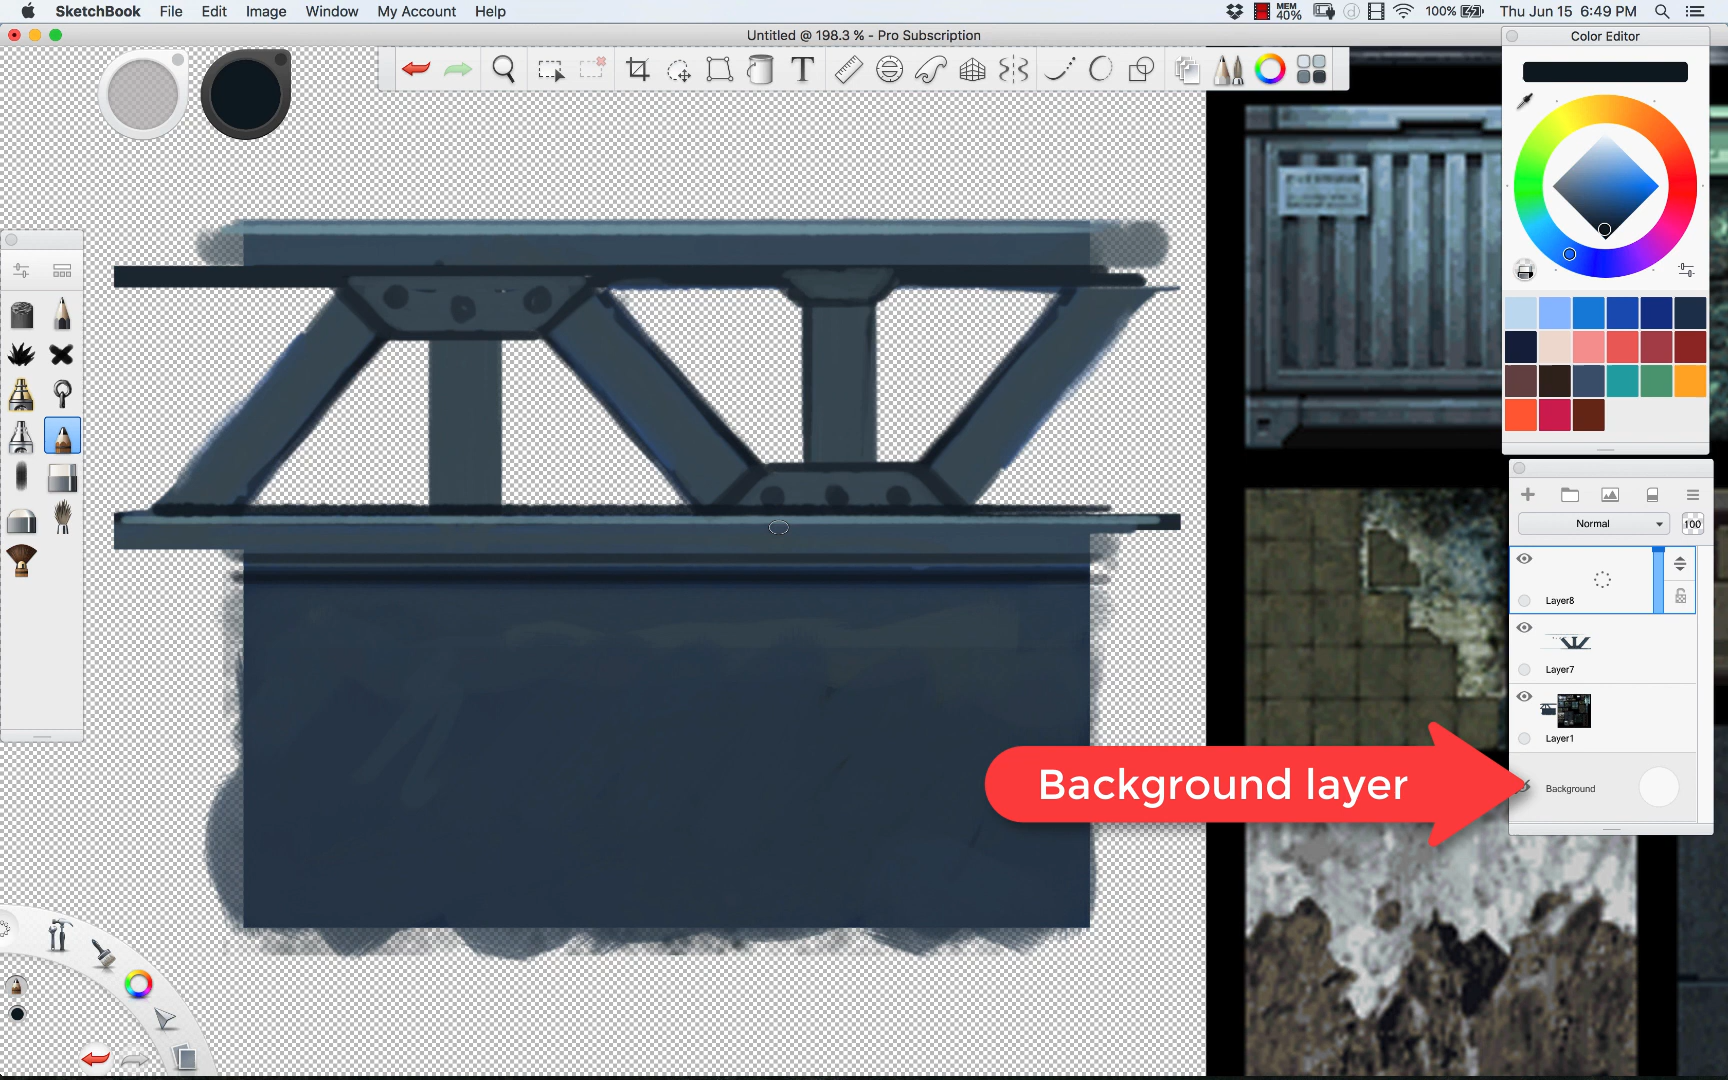 SketchBook File Edit Image Window My Account Help
MEM
40%
100%
Thu Jun 15 6:49 PM
Untitled @ 198.3 % - Pro Subscription
Color Editor
T
Normal
100
Layer8
Layer7
Layer1
Background layer
Background